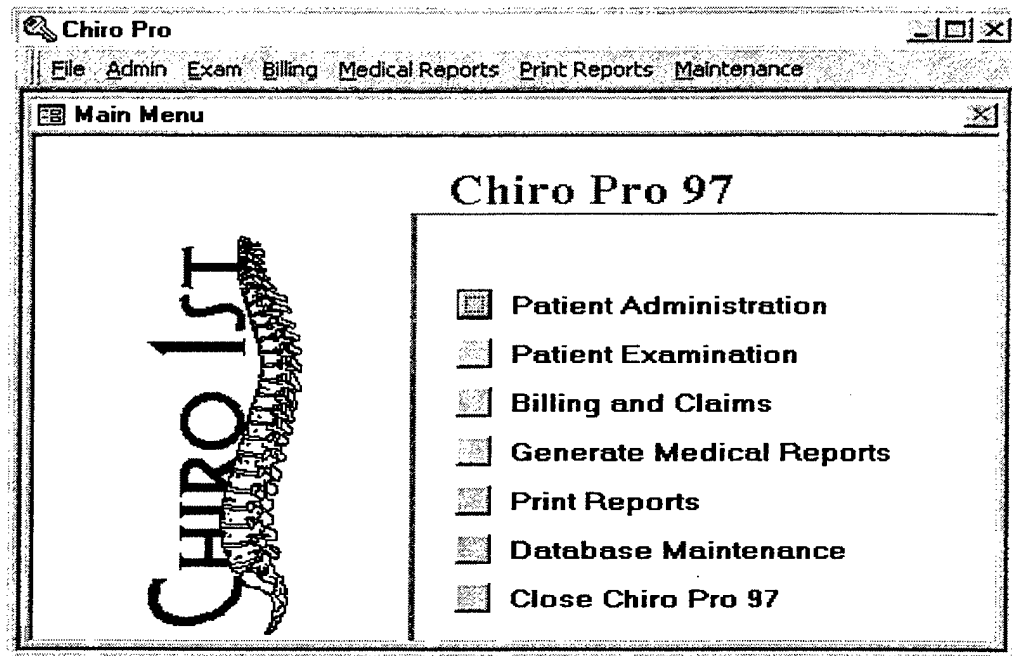 Chiro Pro
File Admin Exam Billing Medical Reports Print Reports Maintenance
Main Menu
Chiro Pro 97
CHIRO 1ST
Patient Administration
Patient Examination
Billing and Claims
Generate Medical Reports
Print Reports
Database Maintenance
Close Chiro Pro 97